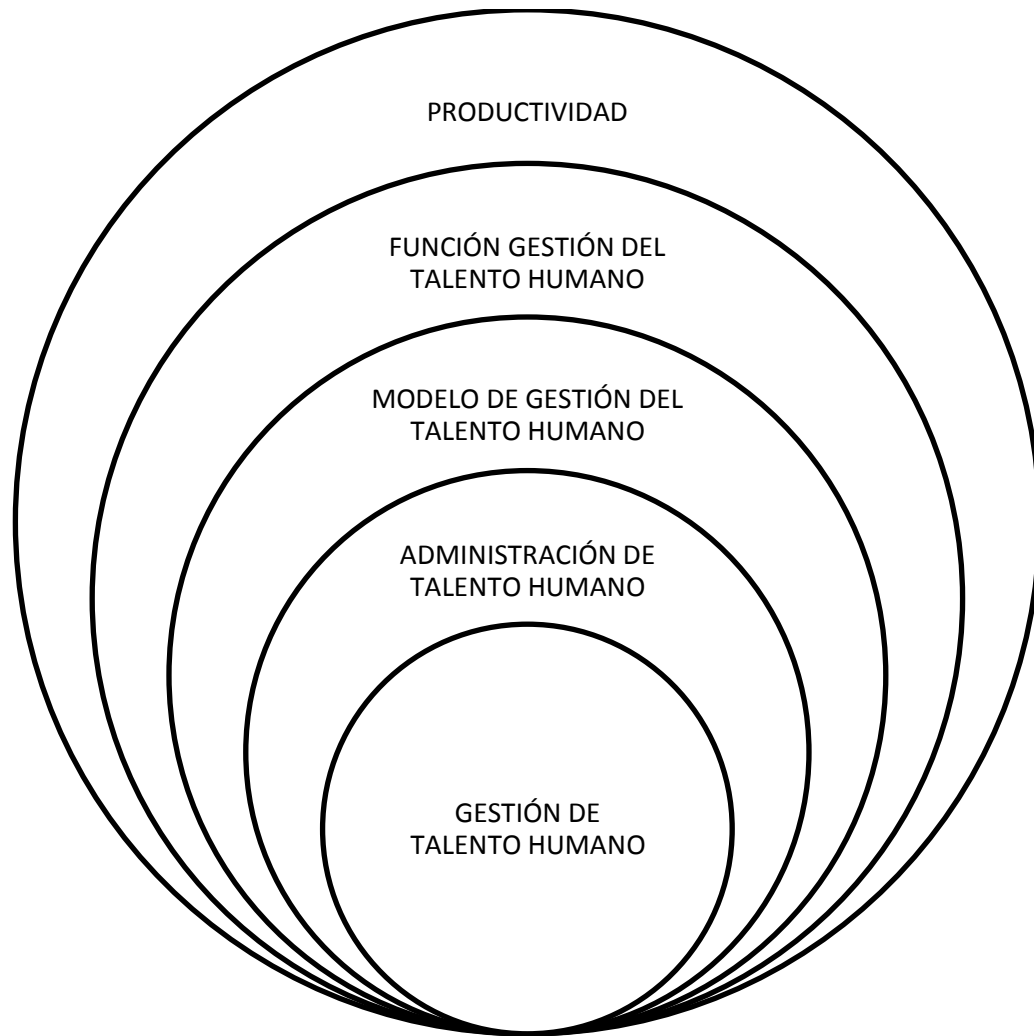 PRODUCTIVIDAD
FUNCIÓN GESTIÓN DEL
TALENTO HUMANO
MODELO DE GESTIÓN DEL
TALENTO HUMANO
ADMINISTRACIÓN DE
TALENTO HUMANO
GESTIÓN DE
TALENTO HUMANO